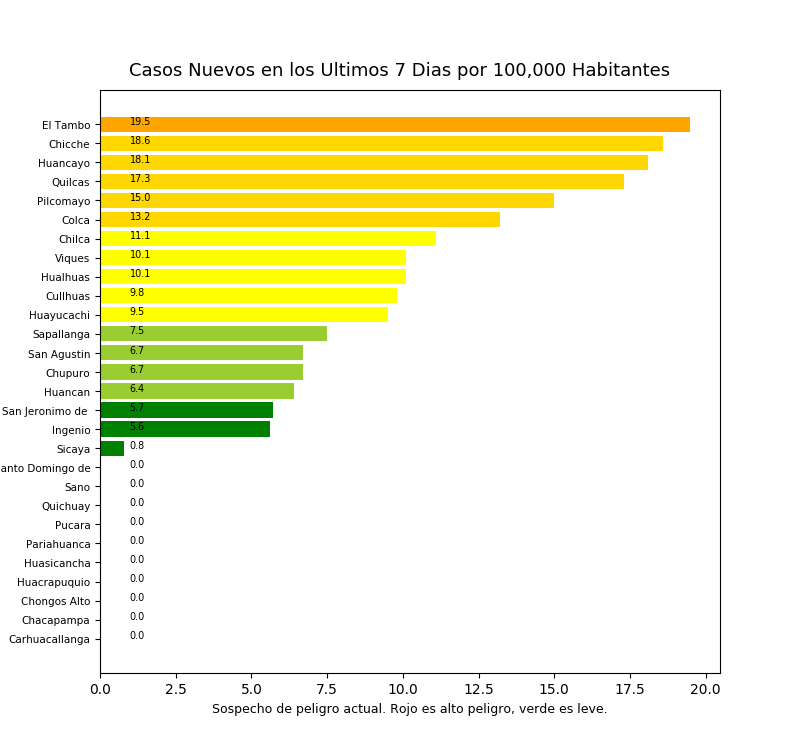 Casos Nuevos en los Ultimos 7 Dias por 100,000 Habitantes
El Tambo 19.5
Chicche 18.6
Huancayo 18.1
Quilcas 17.3
Pilcomayo 15.0
Colca 13.2
Chilca 11.1
Viques 10.1
Hualhuas 10.1
Cullhuas 9.8
Huayucachi 9.5
Sapallanga 7.5
San Agustin 6.7
Chupuro 6.7
Huancan 6.4
San Jeronimo de 5.7
Ingenio 5.6
Sicaya 0.8
anto Domingo de 0.0
Sano 0.0
Quichuay 0.0
Pucara 0.0
Pariahuanca 0.0
Huasicancha 0.0
Huacrapuquio 0.0
Chongos Alto 0.0
Chacapampa 0.0
Carhuacallanga 0.0
0.0 2.5 5.0 7.5 10.0 12.5 15.0 17.5 20.0
Sospecho de peligro actual. Rojo es alto peligro, verde es leve.